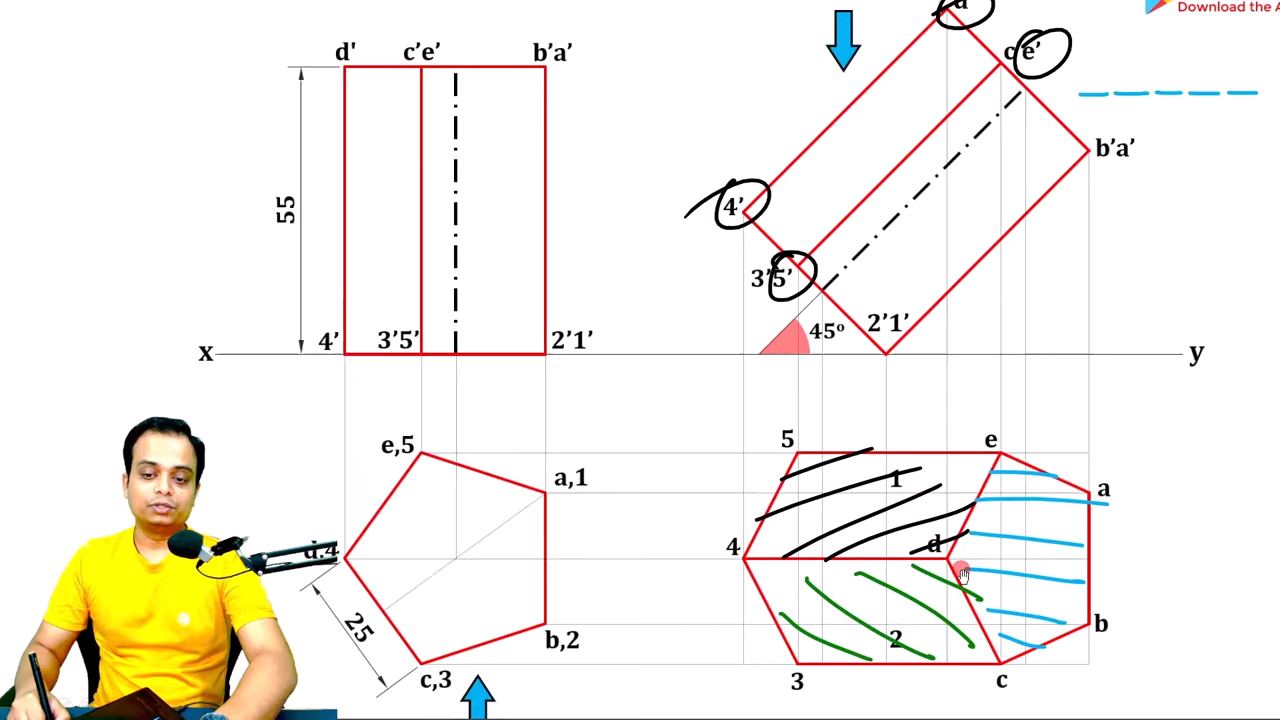 Download the A
d' c'e' b'a'
d'
c'e'
b'a'
55
4'
3'5'
4' 3'5' 2'1'
45º
2'1'
x
y
e,5
a,1
d,4
b,2
c,3
25
5 e
1
a
4 d
b
2
3 c